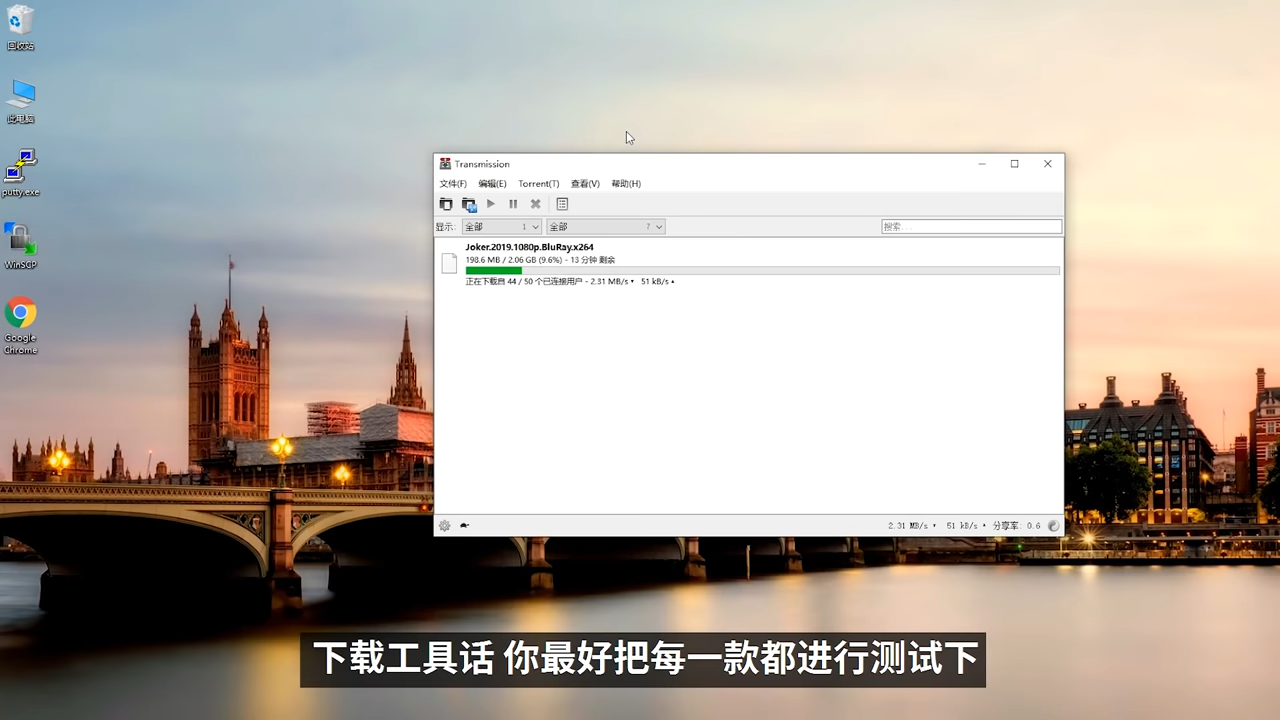 回收站
此电脑
putty.exe
WinSCP
Google
Chrome
Transmission
文件(F) 编辑(E) Torrent(T) 查看(V) 帮助(H)
显示: 全部 1 全部 7 搜索...
Joker.2019.1080p.BluRay.x264
198.6 MB / 2.06 GB (9.6%) - 13 分钟 剩余
正在下载自 44 / 50 个已连接用户 - 2.31 MB/s▾ 51 kB/s▴
2.31 MB/s ▾ 51 kB/s ▴ 分享率: 0.6
下载工具话 你最好把每一款都进行测试下